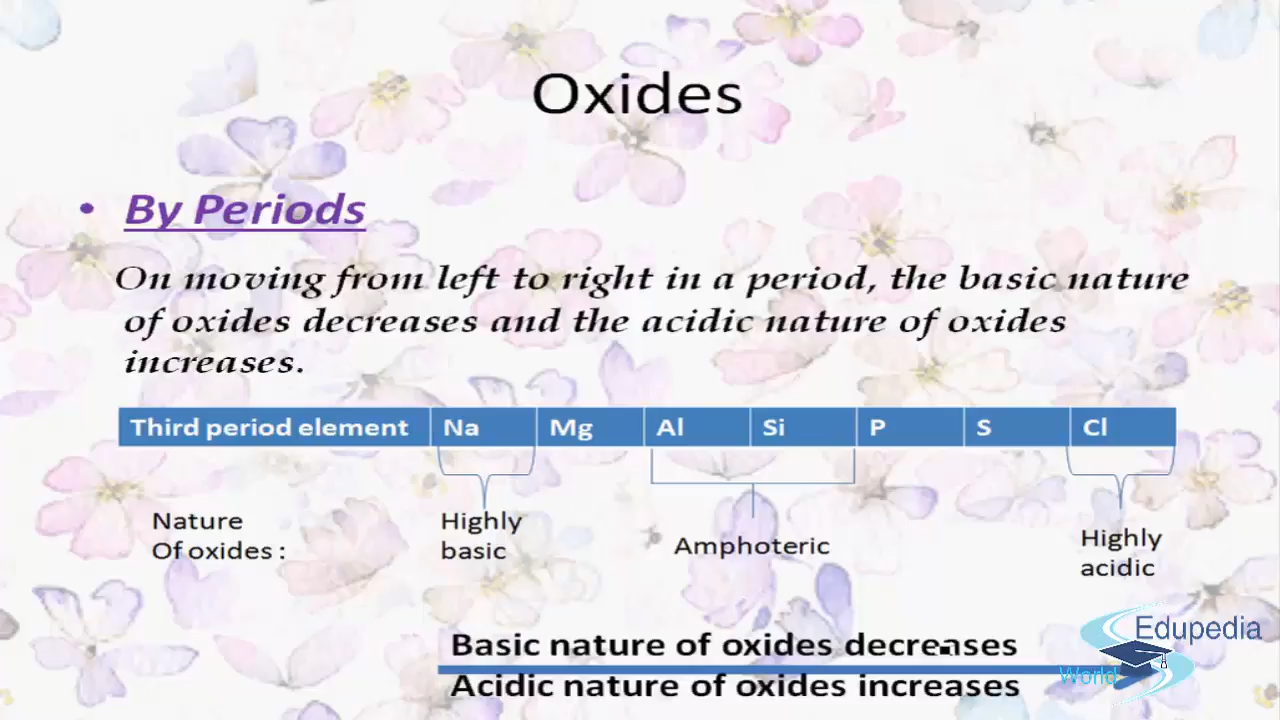 Oxides
• By Periods
On moving from left to right in a period, the basic nature
of oxides decreases and the acidic nature of oxides
increases.
Third period element Na Mg Al Si P S Cl
Nature
Of oxides :
Highly
basic
Amphoteric
Highly
acidic
Basic nature of oxides decreases
Acidic nature of oxides increases
Edupedia
World